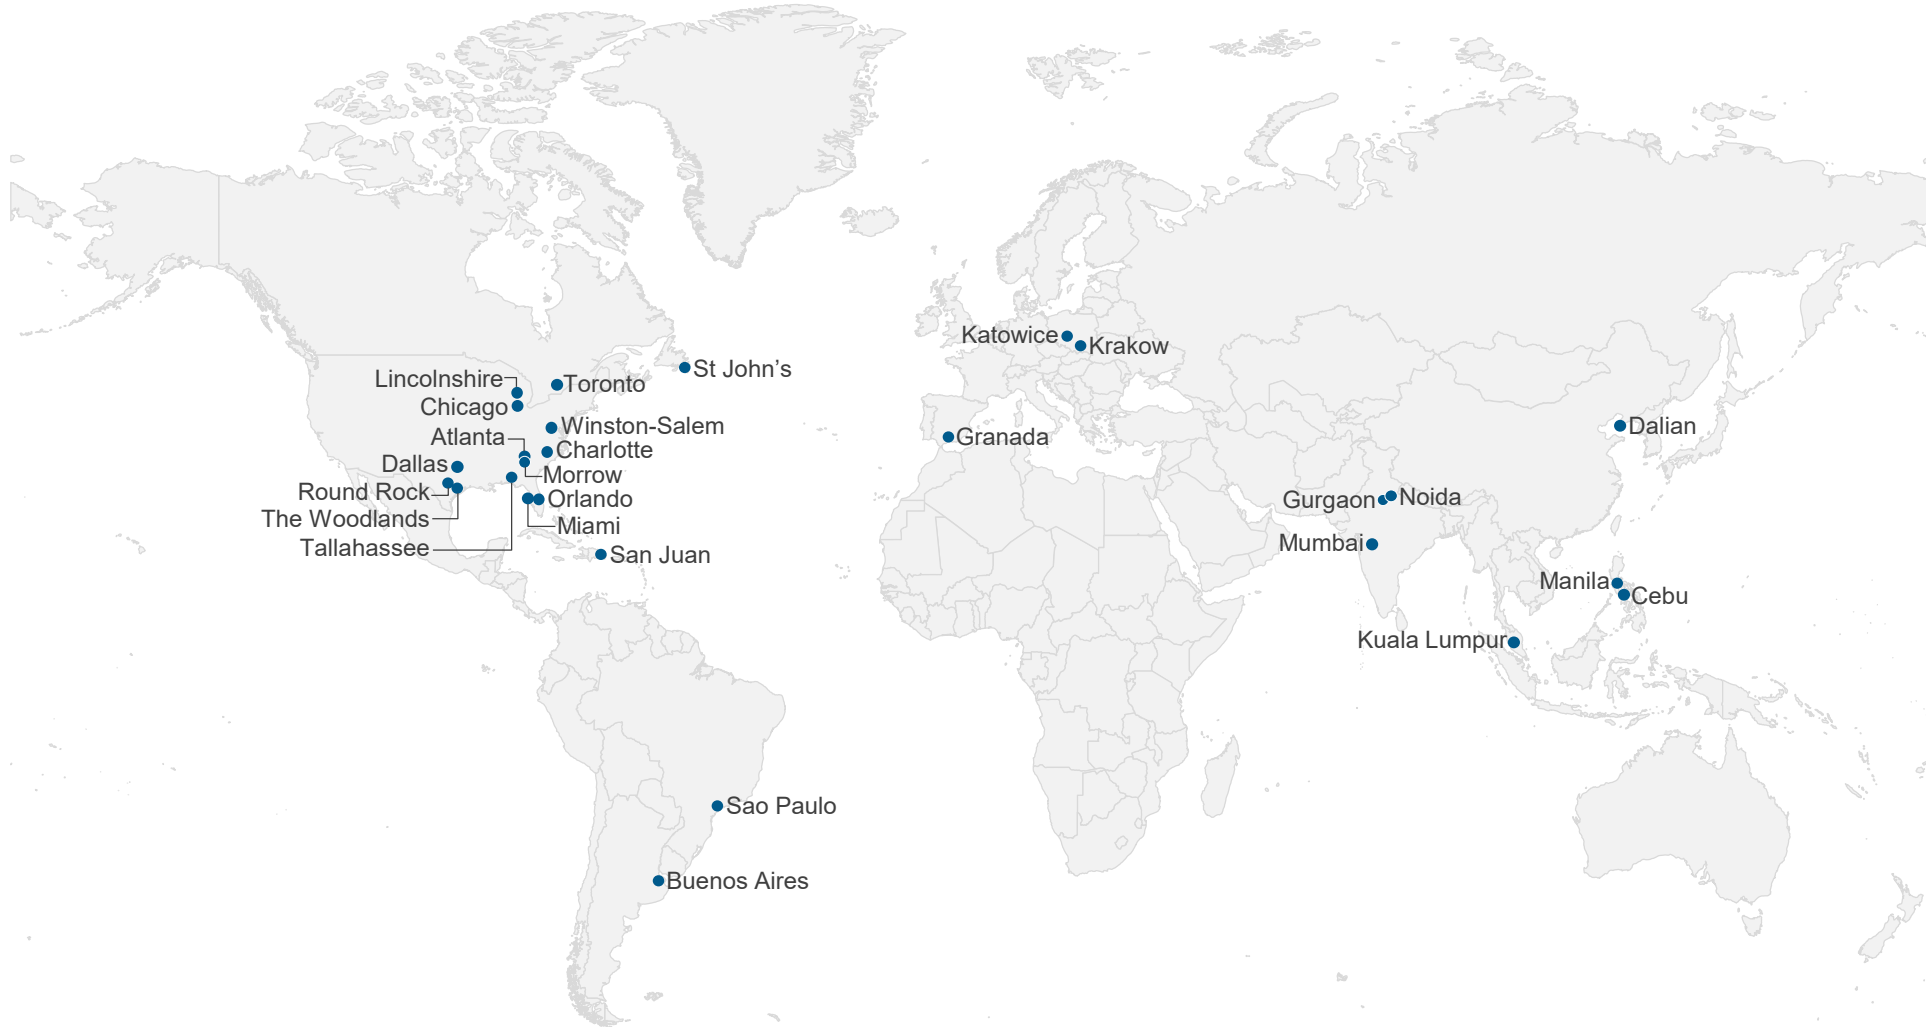 Katowice
Krakow
St John’s
Lincolnshire
Toronto
Chicago
Winston-Salem
Dalian
Atlanta
Granada
Charlotte
Dallas
Morrow
Round Rock
Orlando
Gurgaon
Noida
The Woodlands
Miami
Tallahassee
San Juan
Mumbai
Manila
Cebu
Kuala Lumpur
Sao Paulo
Buenos Aires